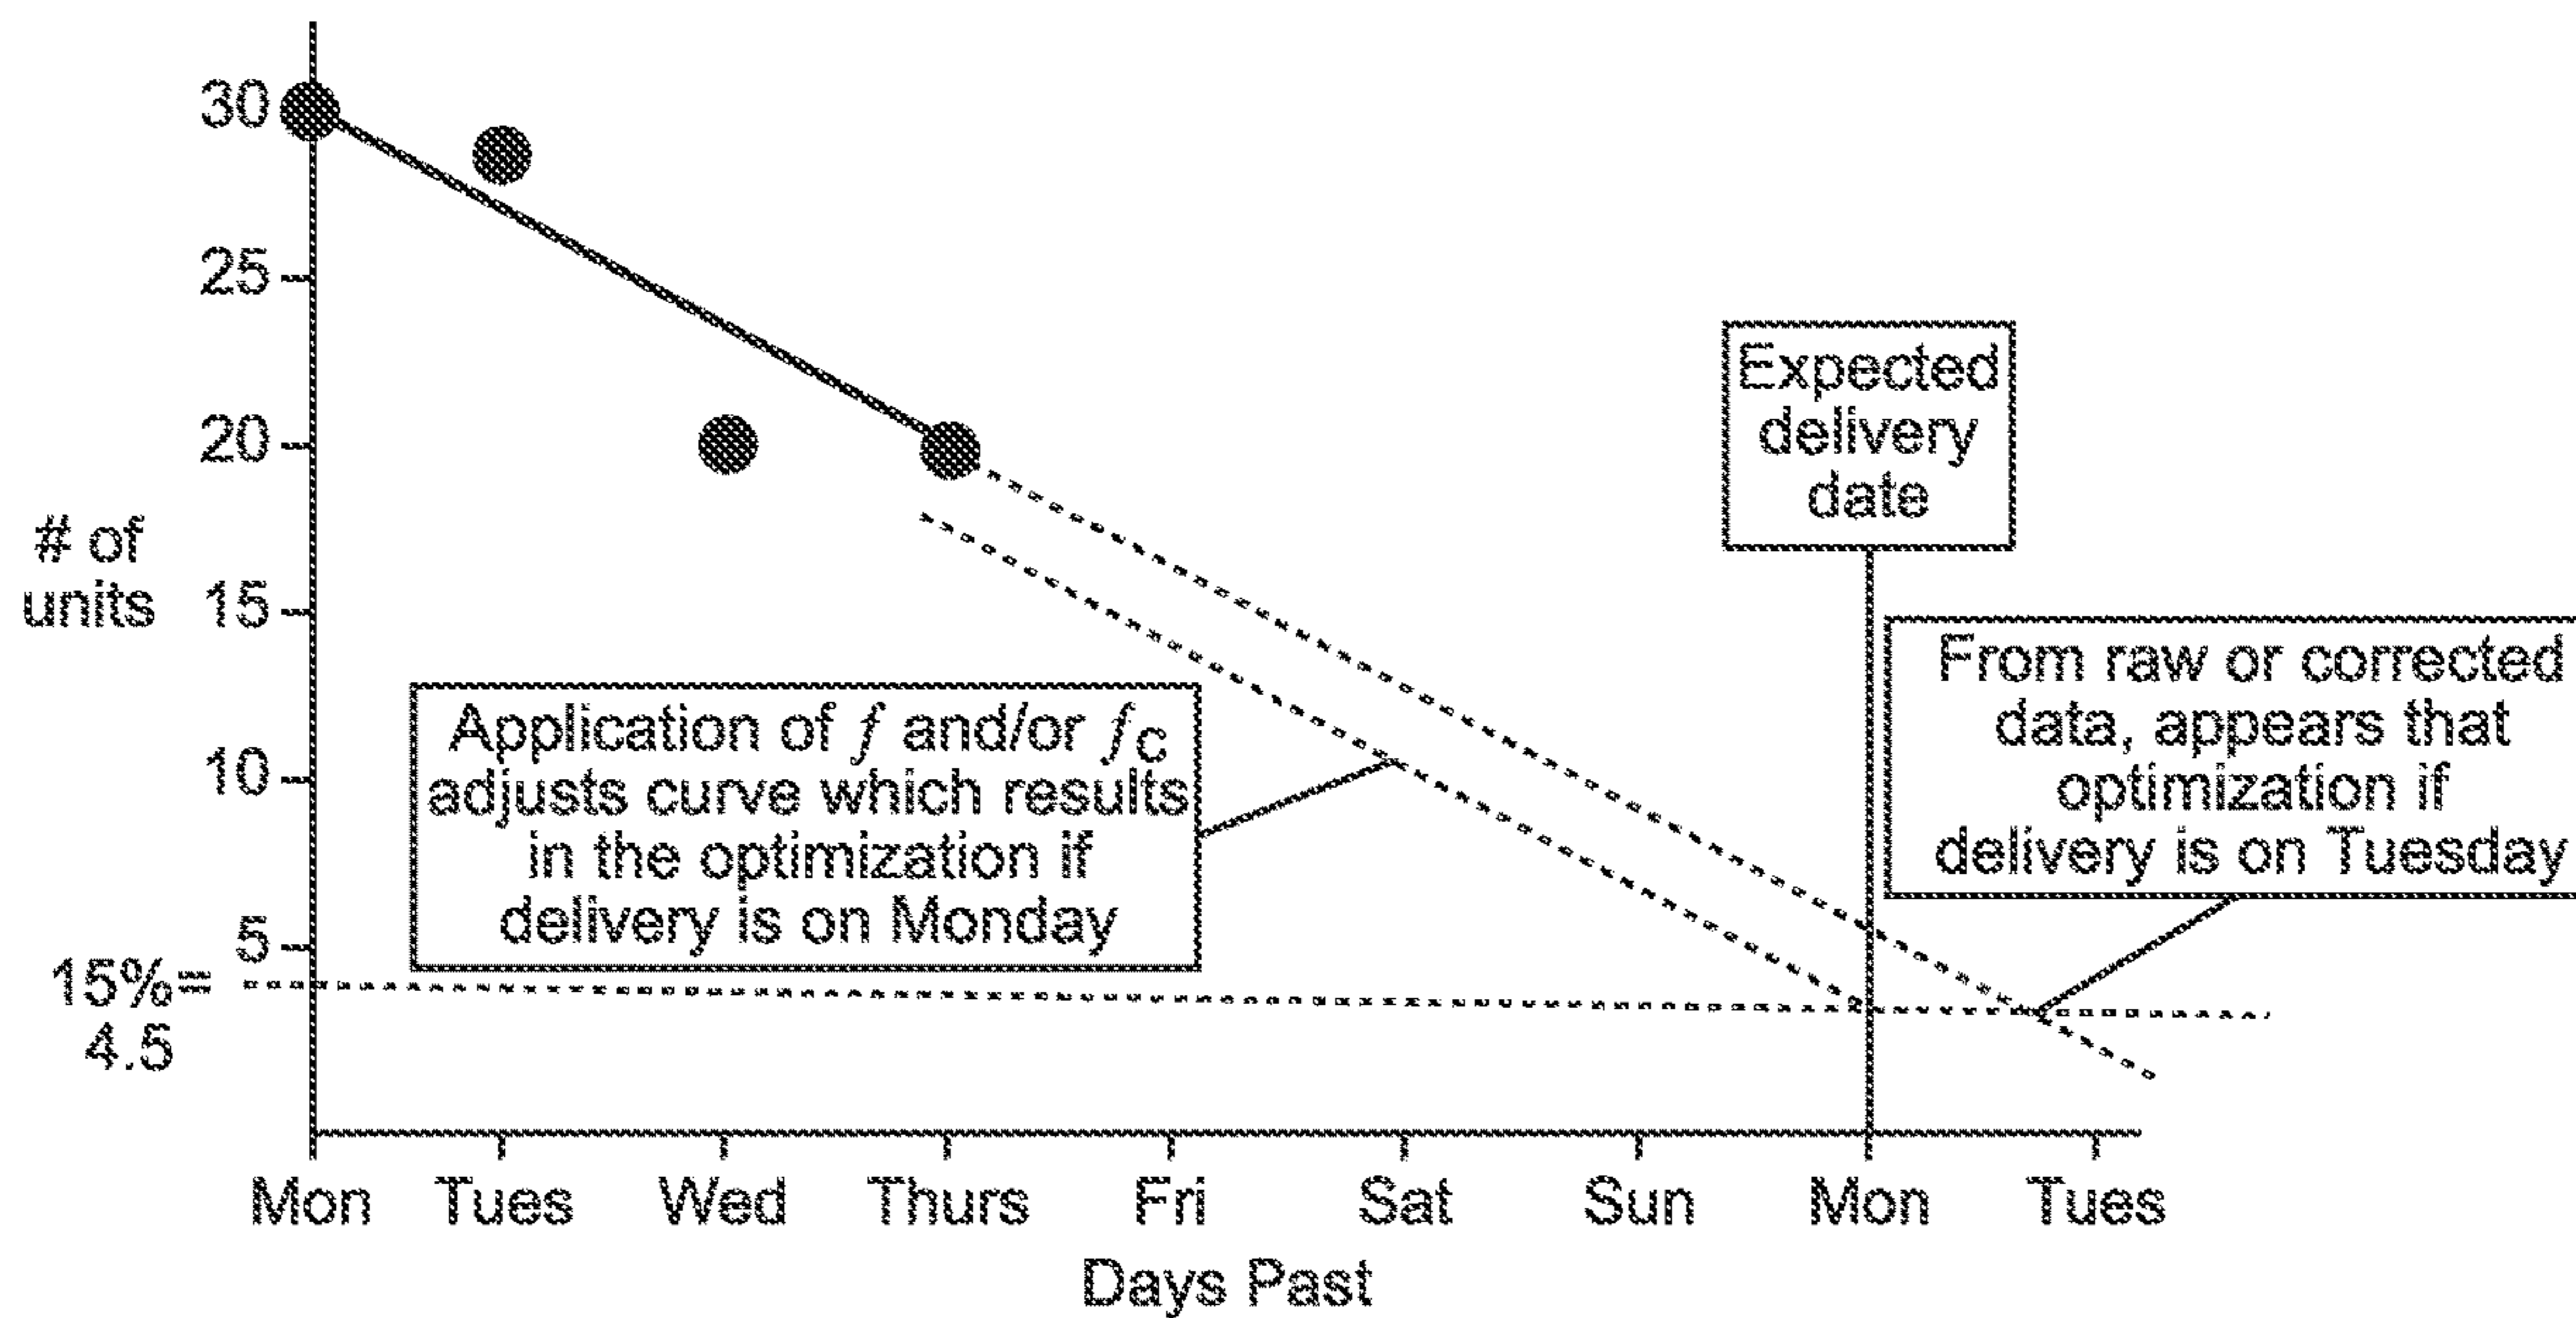 30
25
20
# of
units
15
10
5
15%=
4.5
Expected
delivery
date
From raw or corrected
data, appears that
optimization if
delivery is on Tuesday
Application of f and/or fc
adjusts curve which results
in the optimization if
delivery is on Monday
Mon Tues Wed Thurs Fri Sat Sun Mon Tues
Days Past